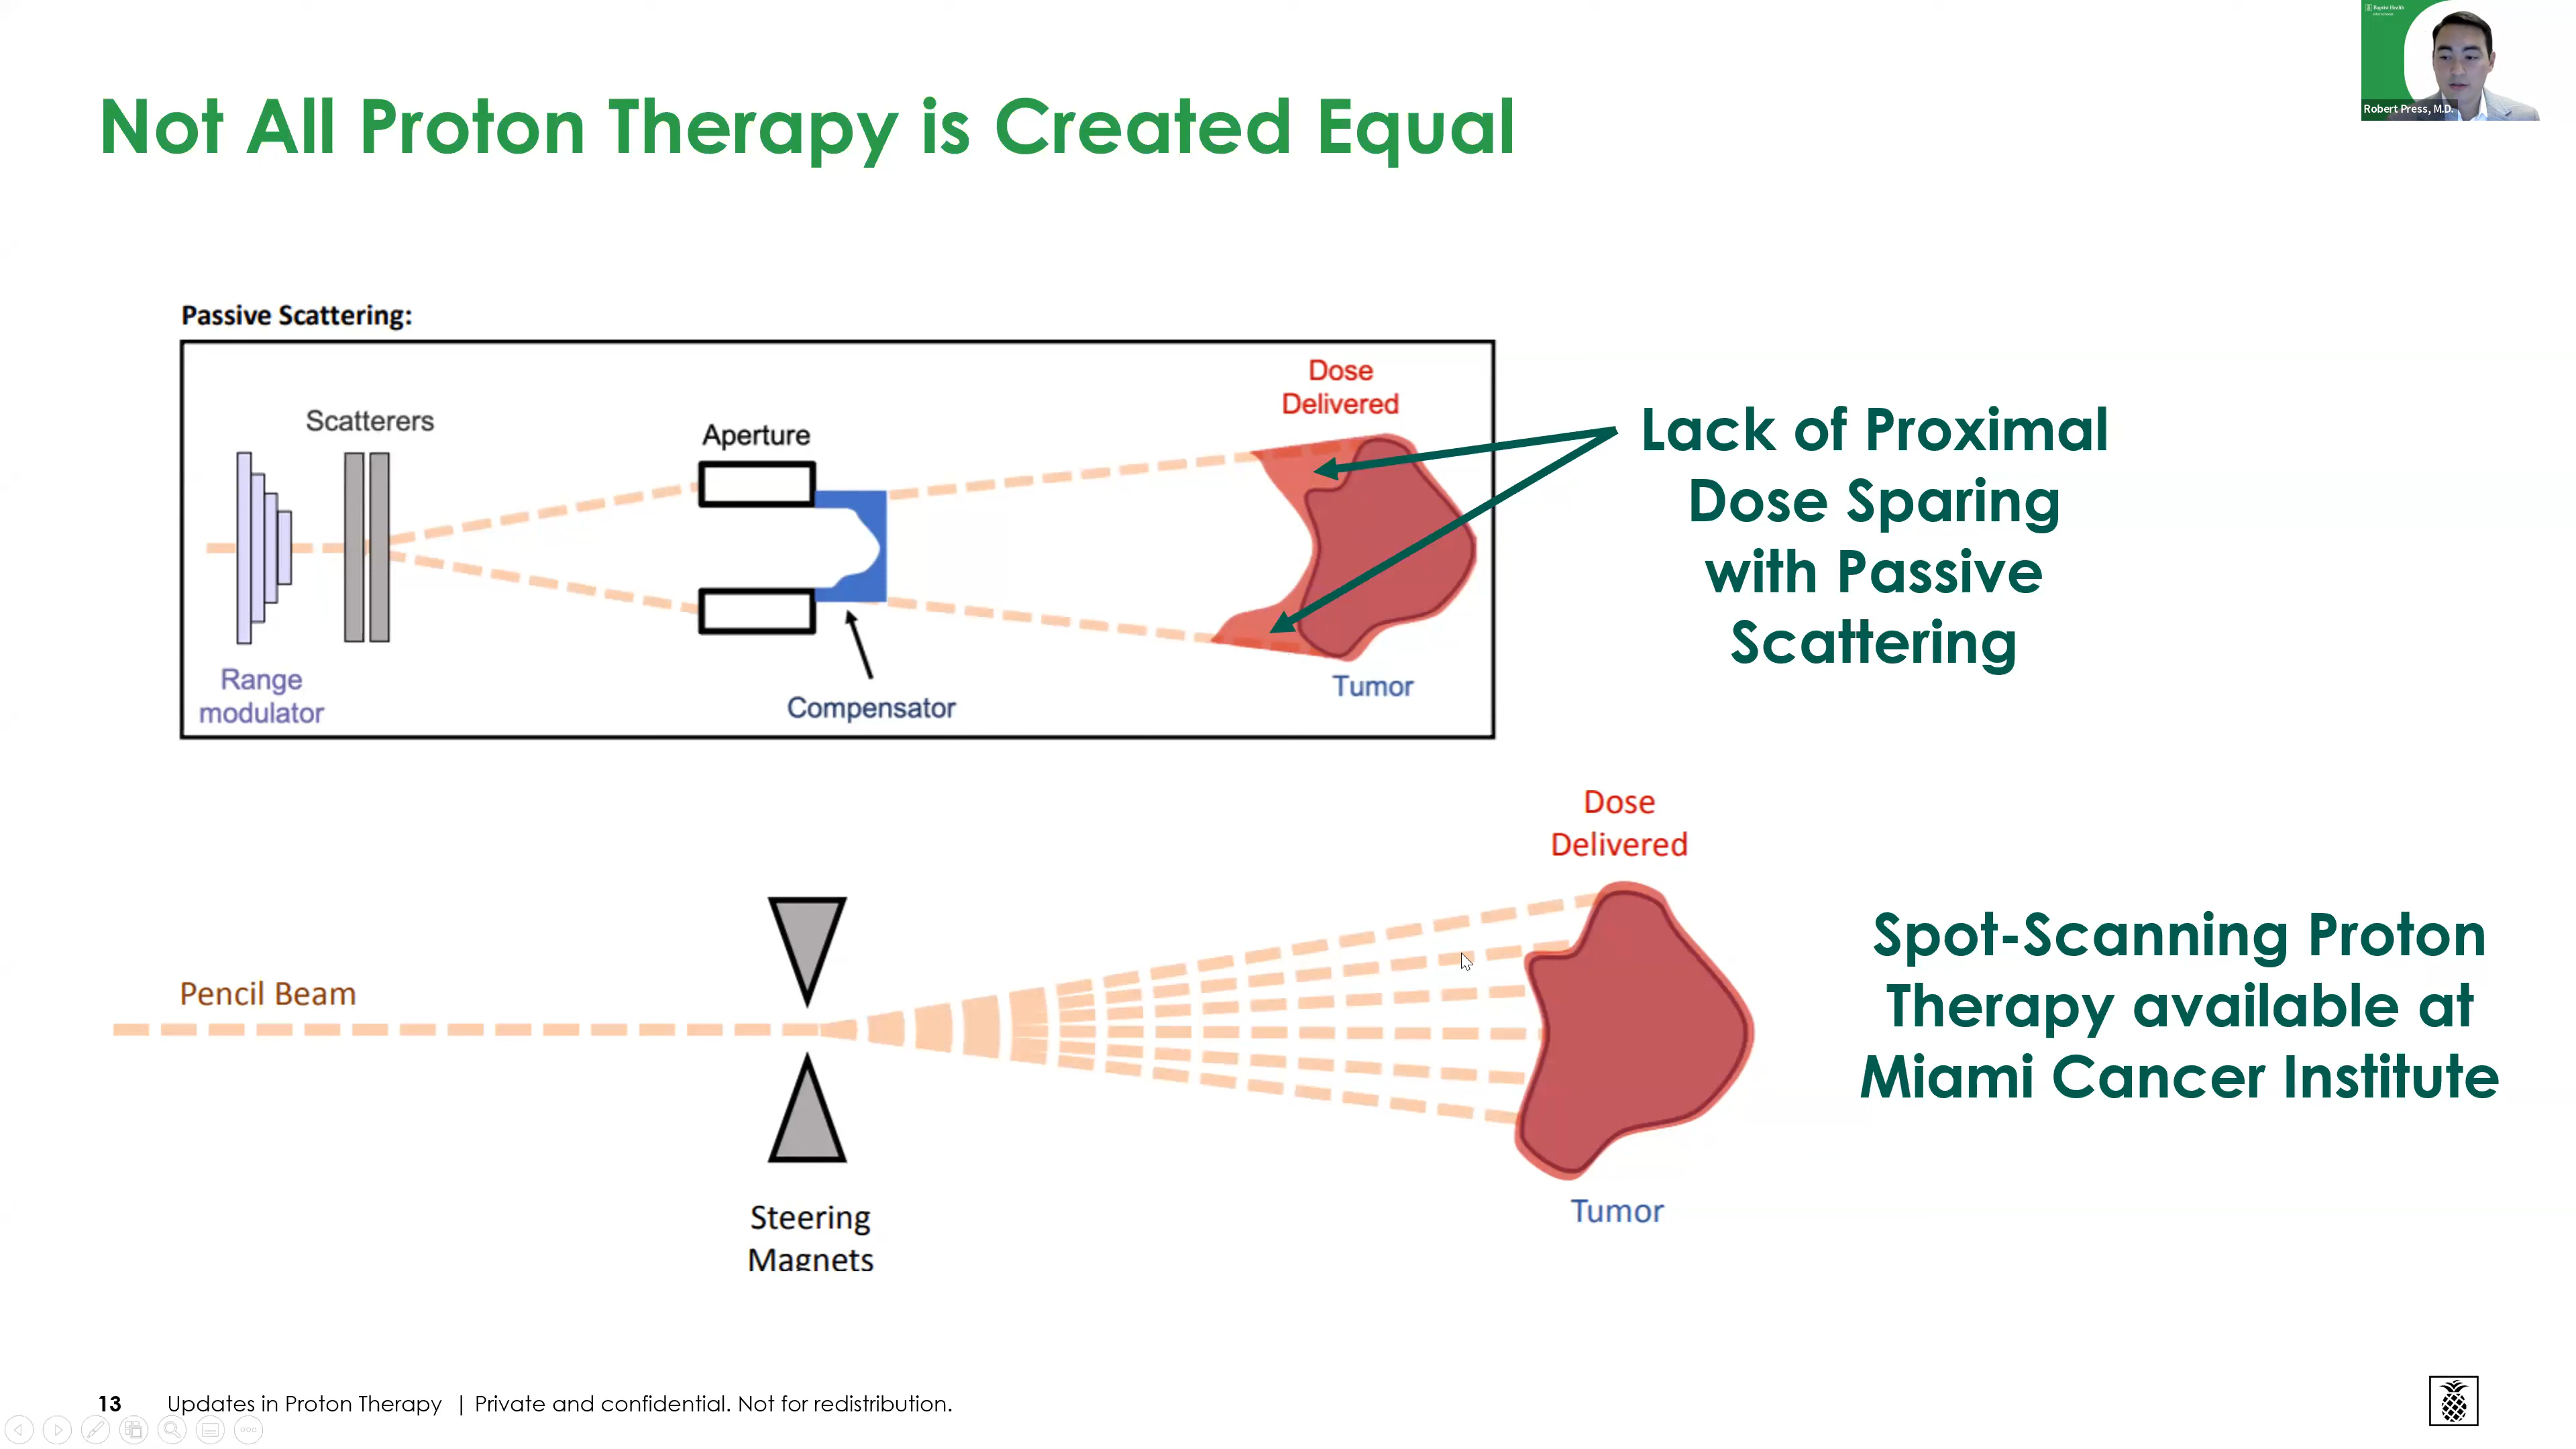 Baptist Health
Robert Press, M.D.
Not All Proton Therapy is Created Equal
Passive Scattering:
Scatterers
Aperture
Dose
Delivered
Range
modulator
Compensator
Tumor
Lack of Proximal
Dose Sparing
with Passive
Scattering
Dose
Delivered
Pencil Beam
Steering
Magnets
Tumor
Spot-Scanning Proton
Therapy available at
Miami Cancer Institute
13 Updates in Proton Therapy | Private and confidential. Not for redistribution.